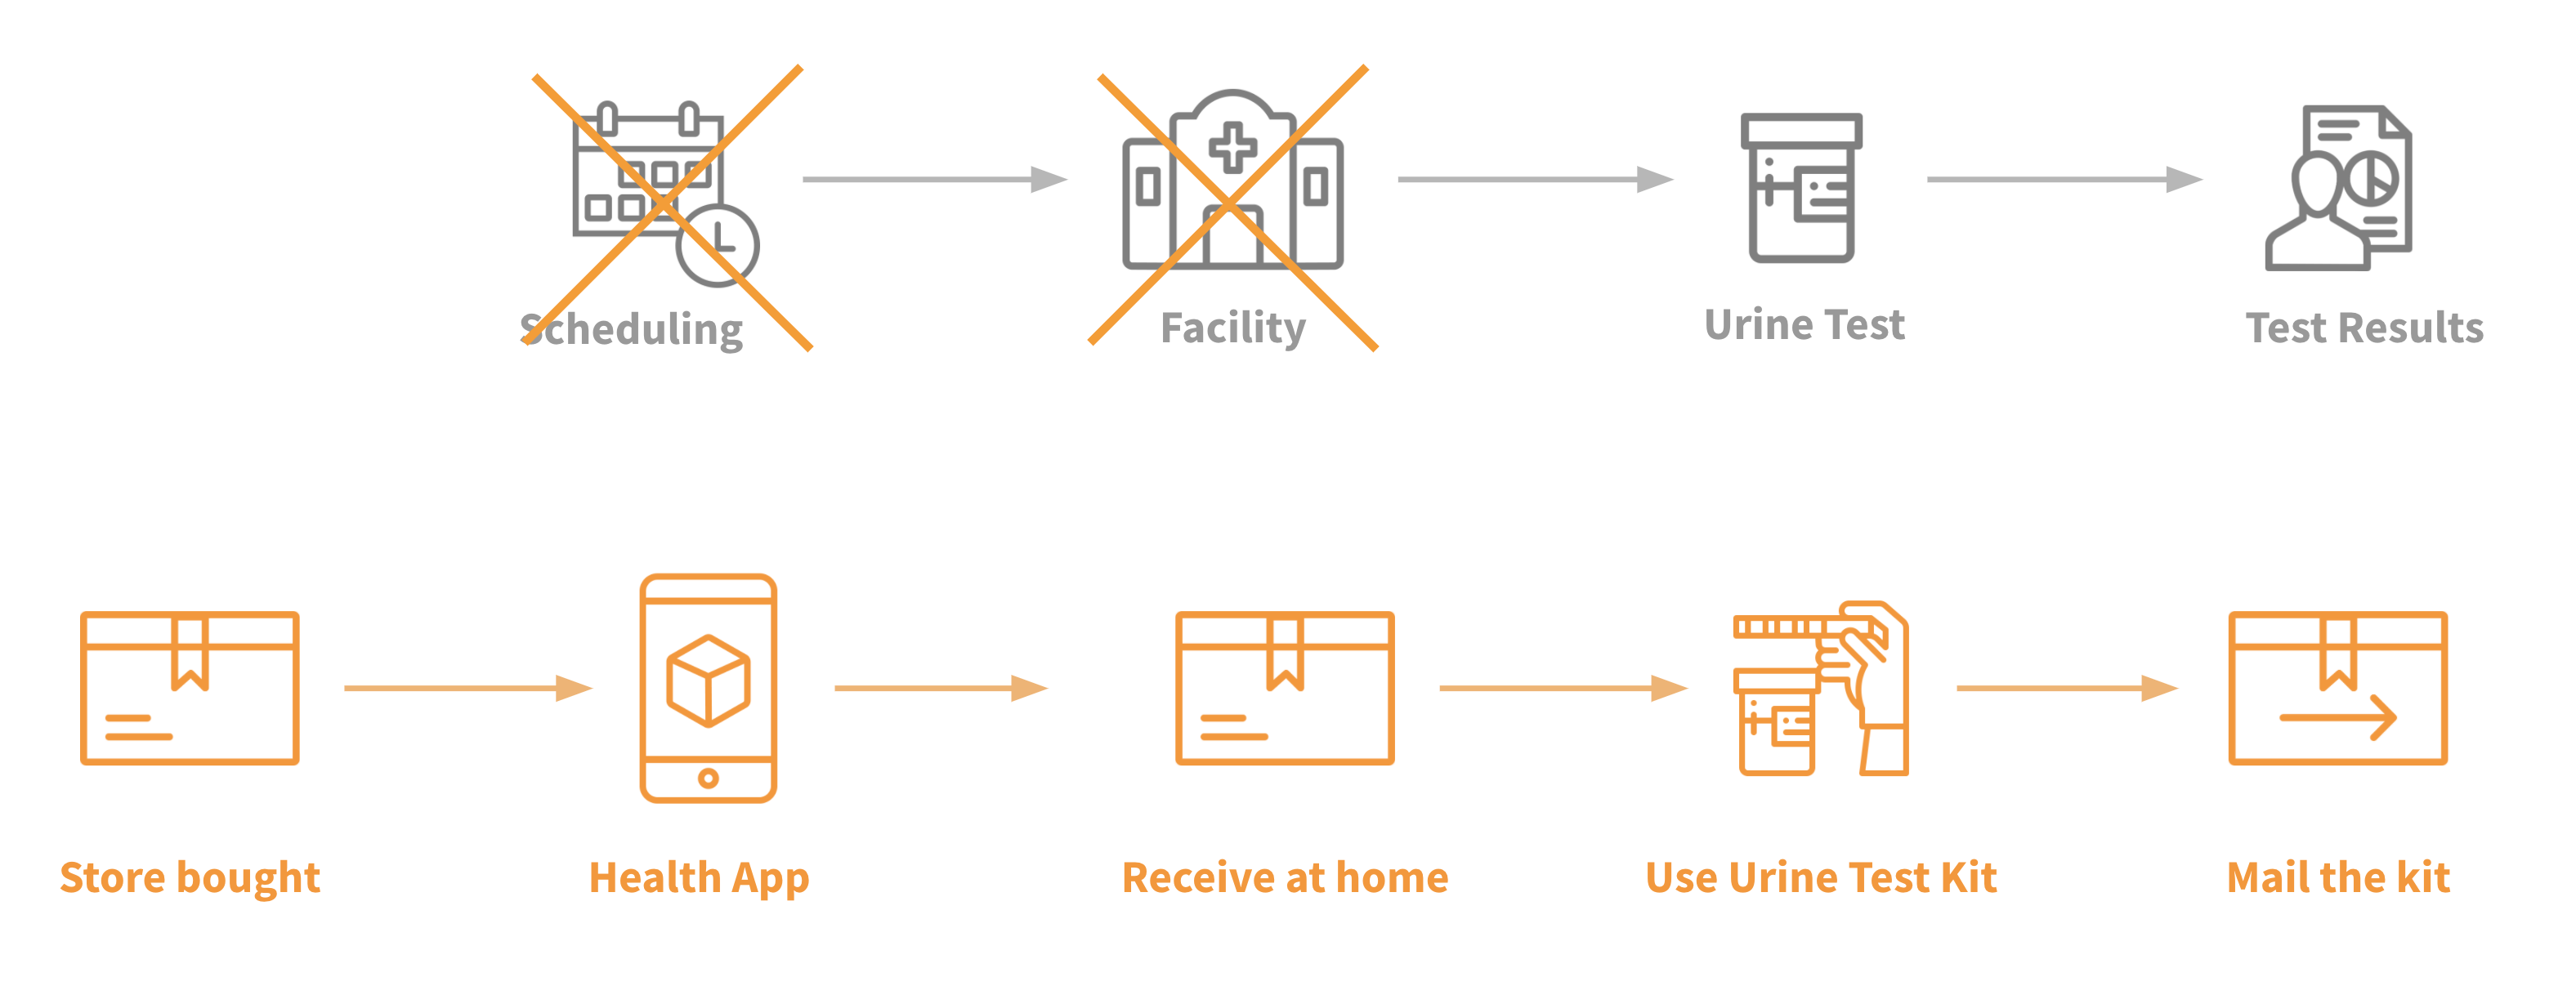 Scheduling
Facility
Urine Test
Test Results
Store bought
Health App
Receive at home
Use Urine Test Kit
Mail the kit